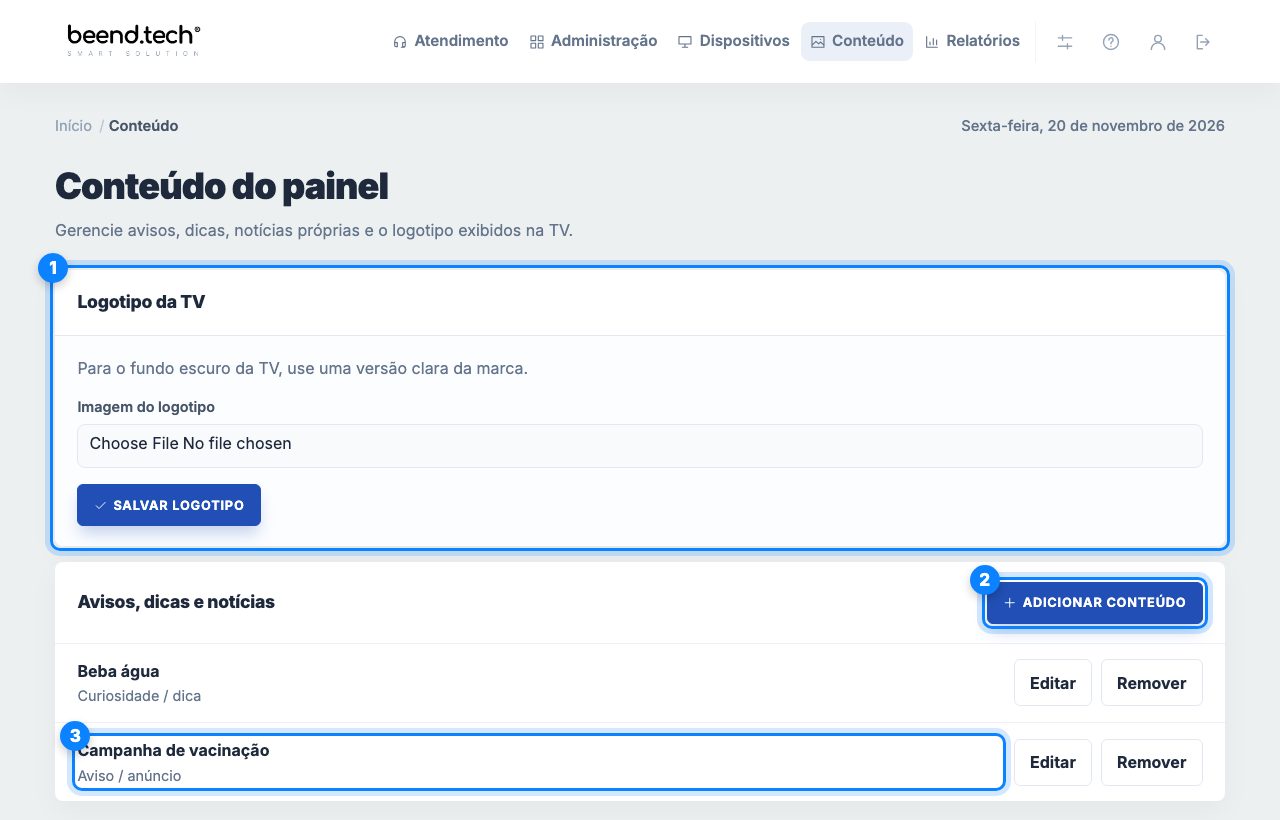 beend.tech®
SMART SOLUTION
Atendimento
Administração
Dispositivos
Conteúdo
Relatórios
Início / Conteúdo
Sexta-feira, 20 de novembro de 2026
Conteúdo do painel
Gerencie avisos, dicas, notícias próprias e o logotipo exibidos na TV.
1
Logotipo da TV
Para o fundo escuro da TV, use uma versão clara da marca.
Imagem do logotipo
Choose File No file chosen
SALVAR LOGOTIPO
Avisos, dicas e notícias
2
ADICIONAR CONTEÚDO
Beba água
Curiosidade / dica
Editar
Remover
3
Campanha de vacinação
Aviso / anúncio
Editar
Remover